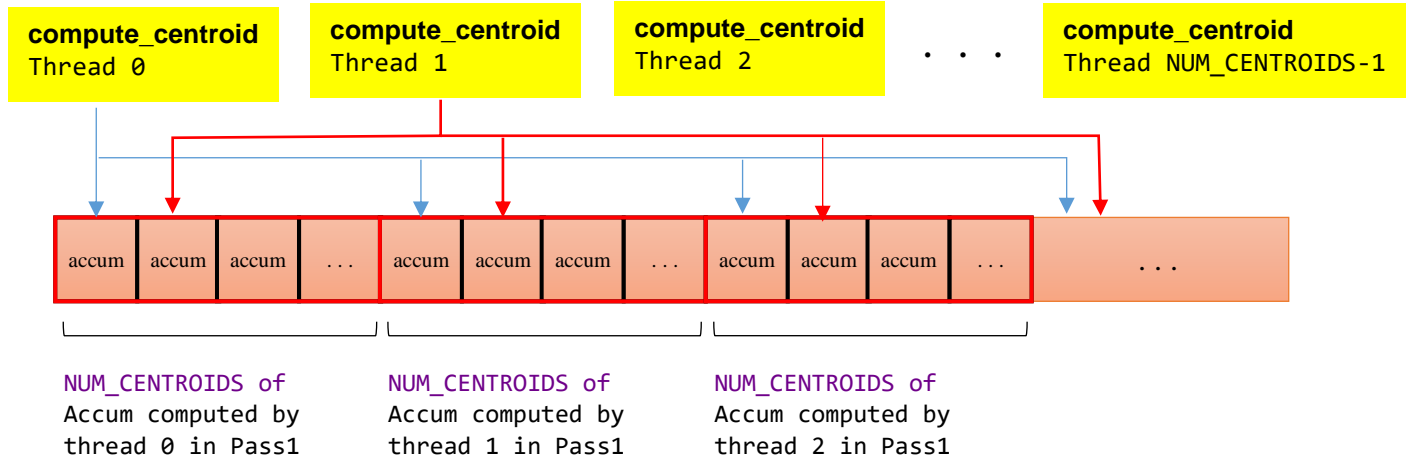 compute_centroid
Thread 0
compute_centroid
Thread 1
compute_centroid
Thread 2
. . .
compute_centroid
Thread NUM_CENTROIDS-1
accum accum accum . . . accum accum accum . . . accum accum accum . . . . . .
NUM_CENTROIDS of
Accum computed by
thread 0 in Pass1
NUM_CENTROIDS of
Accum computed by
thread 1 in Pass1
NUM_CENTROIDS of
Accum computed by
thread 2 in Pass1